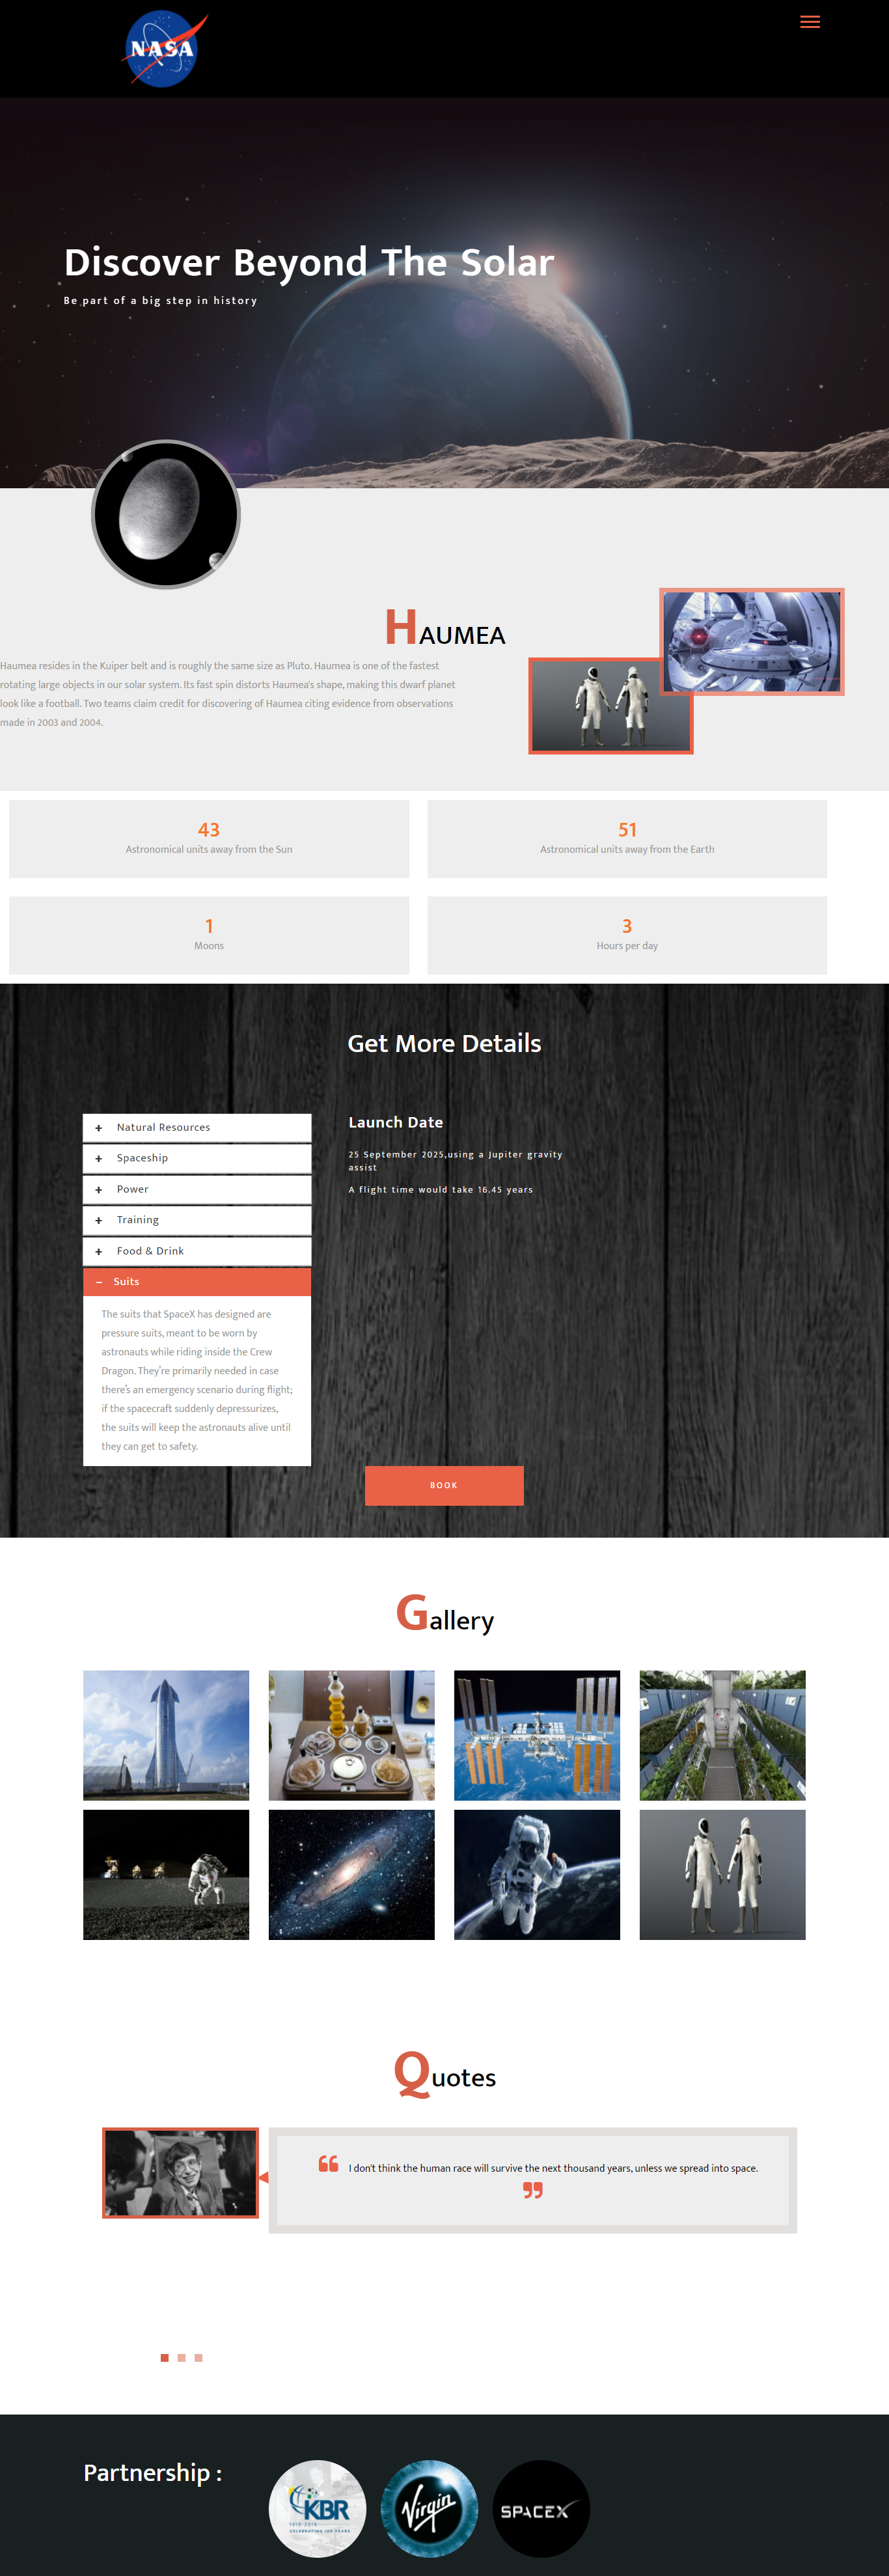 NASA
Discover Beyond The Solar
Be part of a big step in history
HAUMEA
Haumea resides in the Kuiper belt and is roughly the same size as Pluto. Haumea is one of the fastest
rotating large objects in our solar system. Its fast spin distorts Haumea's shape, making this dwarf planet
look like a football. Two teams claim credit for discovering of Haumea citing evidence from observations
made in 2003 and 2004.
43
Astronomical units away from the Sun
51
Astronomical units away from the Earth
1
Moons
3
Hours per day
Get More Details
+ Natural Resources
+ Spaceship
+ Power
+ Training
+ Food & Drink
− Suits
The suits that SpaceX has designed are
pressure suits, meant to be worn by
astronauts while riding inside the Crew
Dragon. They're primarily needed in case
there's an emergency scenario during flight;
if the spacecraft suddenly depressurizes,
the suits will keep the astronauts alive until
they can get to safety.
Launch Date
25 September 2025,using a Jupiter gravity
assist
A flight time would take 16.45 years
BOOK
Gallery
Quotes
“ I don't think the human race will survive the next thousand years, unless we spread into space.
”
Partnership :
KBR
1919-2019
CELEBRATING 100 YEARS
Virgin
SPACEX